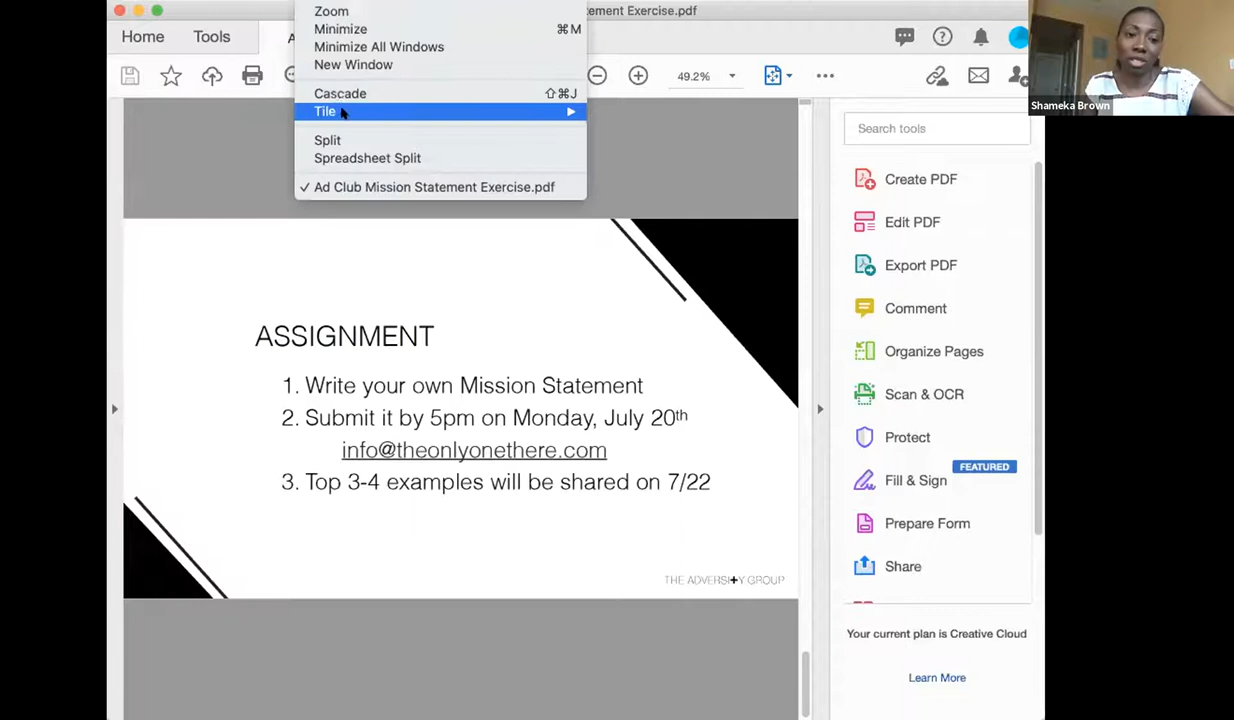 Zoom
Minimize ⌘M
Minimize All Windows
New Window
Cascade ⇧⌘J
Tile
Split
Spreadsheet Split
✓ Ad Club Mission Statement Exercise.pdf
tement Exercise.pdf
Home Tools A
49.2%
Shameka Brown
Search tools
Create PDF
Edit PDF
Export PDF
Comment
Organize Pages
Scan & OCR
Protect
FEATURED
Fill & Sign
Prepare Form
Share
Your current plan is Creative Cloud
Learn More
ASSIGNMENT
1. Write your own Mission Statement
2. Submit it by 5pm on Monday, July 20th
info@theonlyonethere.com
3. Top 3-4 examples will be shared on 7/22
THE ADVERSI+Y GROUP